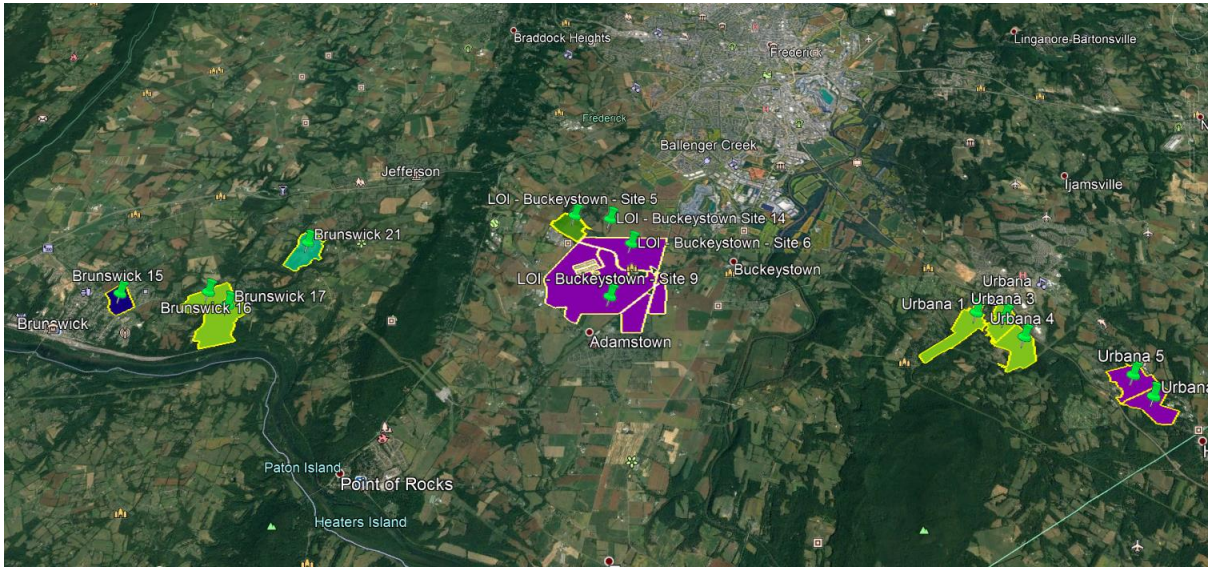 Braddock Heights
Linganore-Bartonsville
Frederick
Frederick
Ballenger Creek
Jefferson
Ijamsville
LOI - Buckeystown - Site 5
LOI - Buckeystown Site 14
Brunswick 21
LOI - Buckeystown - Site 6
Buckeystown
LOI - Buckeystown - Site 9
Brunswick 15
Urbana
Brunswick 17
Urbana 3
Brunswick 16
Urbana 1
Urbana 4
Brunswick
Adamstown
Urbana 5
Urbana
Paton Island
Point of Rocks
Heaters Island